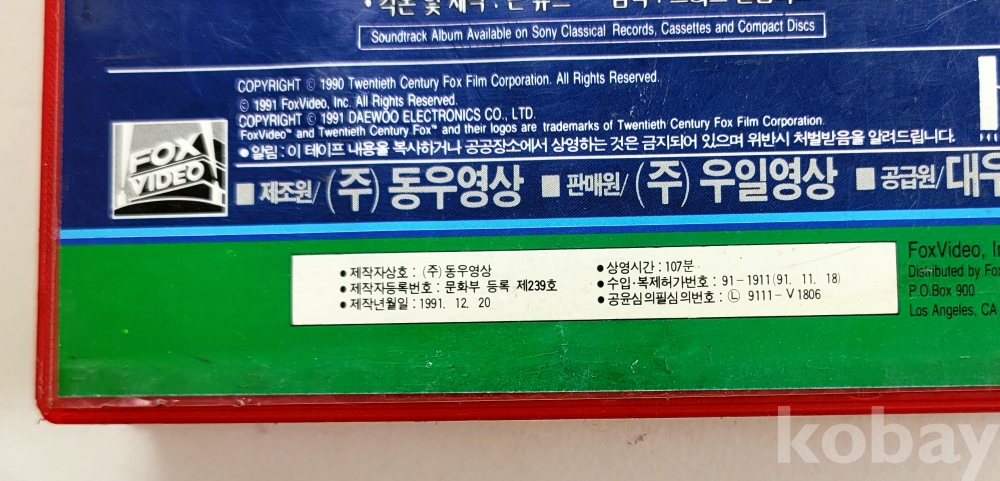 Soundtrack Album Available on Sony Classical Records, Cassettes and Compact Discs
COPYRIGHT © 1990 Twentieth Century Fox Film Corporation. All Rights Reserved.
© 1991 FoxVideo, Inc. All Rights Reserved.
COPYRIGHT © 1991 DAEWOO ELECTRONICS CO., LTD.
FoxVideo™ and Twentieth Century Fox™ and their logos are trademarks of Twentieth Century Fox Film Corporation.
● 알림 : 이 테이프 내용을 복사하거나 공공장소에서 상영하는 것은 금지되어 있으며 위반시 처벌받음을 알려드립니다.
FOX
VIDEO
■ 제조원/(주)동우영상 ■ 판매원/(주)우일영상 ■ 공급원/대우
● 제작자상호 : (주)동우영상
● 제작자등록번호 : 문화부 등록 제239호
● 제작년월일 : 1991. 12. 20
● 상영시간 : 107분
● 수입·복제허가번호 : 91-1911(91. 11. 18)
● 공윤심의필심의번호 : Ⓛ 9111-V1806
FoxVideo,
Distributed by Fox
P.O.Box 900
Los Angeles, CA
kobay